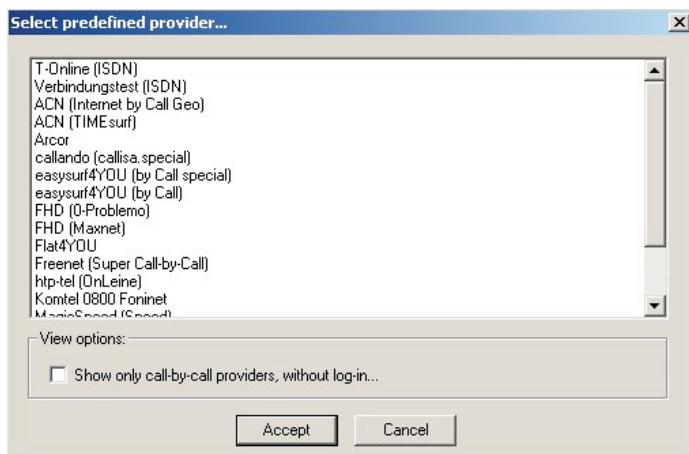 Select predefined provider...
T-Online (ISDN)
Verbindungstest (ISDN)
ACN (Internet by Call Geo)
ACN (TIMEsurf)
Arcor
callando (callisa.special)
easysurf4YOU (by Call special)
easysurf4YOU (by Call)
FHD (0-Problemo)
FHD (Maxnet)
Flat4YOU
Freenet (Super Call-by-Call)
htp-tel (OnLeine)
Komtel 0800 Foninet
MagicSpeed (Speed)
View options:
Show only call-by-call providers, without log-in...
Accept Cancel